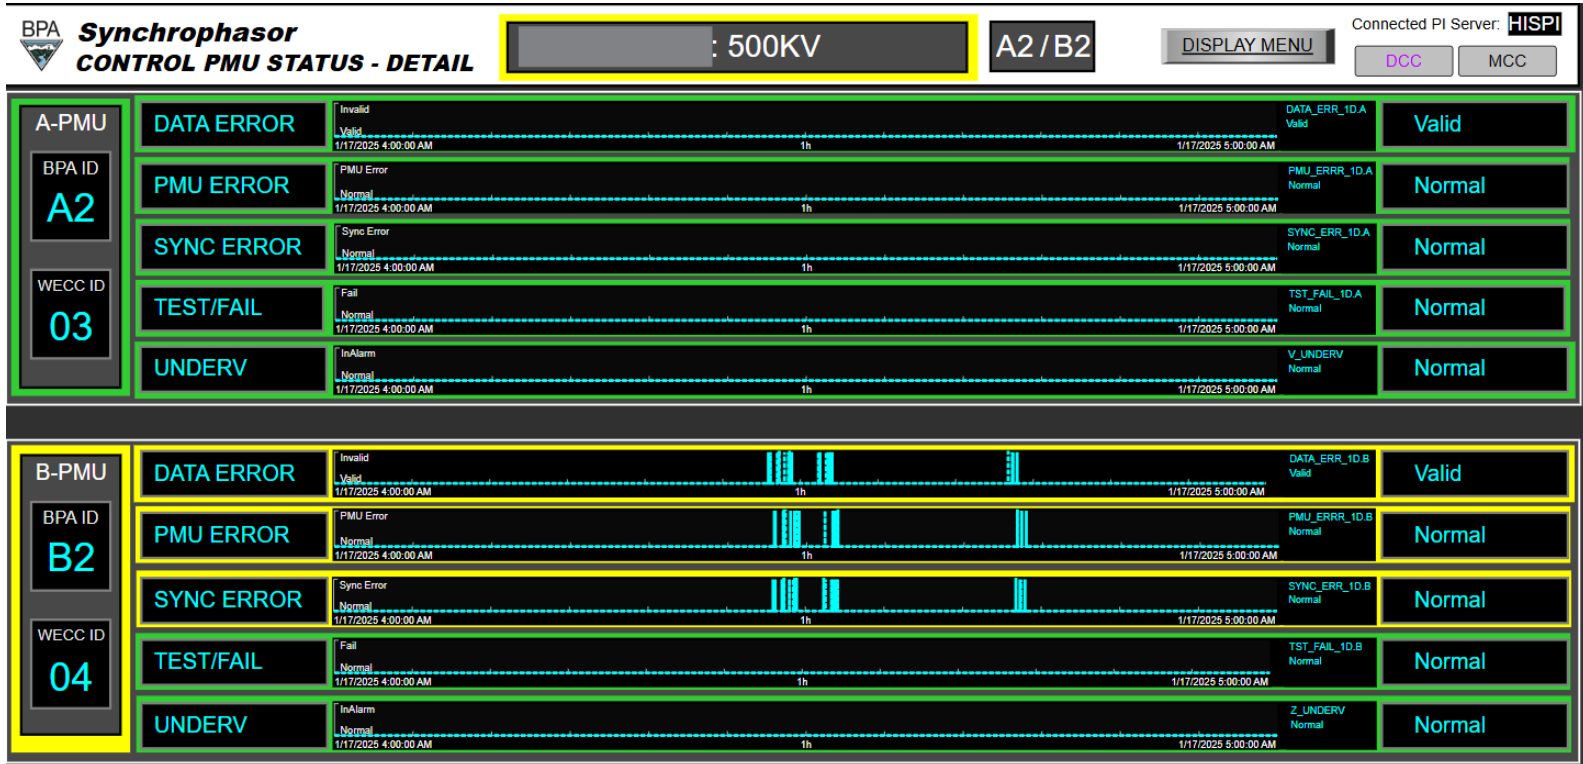 BPA
Synchrophasor
CONTROL PMU STATUS - DETAIL
: 500KV
A2 / B2
DISPLAY MENU
Connected PI Server: HISPI
DCC
MCC
A-PMU
BPA ID
A2
WECC ID
03
DATA ERROR
Invalid
Valid
1/17/2025 4:00:00 AM
1h
1/17/2025 5:00:00 AM
DATA_ERR_1D.A
Valid
Valid
PMU ERROR
PMU Error
Normal
1/17/2025 4:00:00 AM
1h
1/17/2025 5:00:00 AM
PMU_ERRR_1D.A
Normal
Normal
SYNC ERROR
Sync Error
Normal
1/17/2025 4:00:00 AM
1h
1/17/2025 5:00:00 AM
SYNC_ERR_1D.A
Normal
Normal
TEST/FAIL
Fail
Normal
1/17/2025 4:00:00 AM
1h
1/17/2025 5:00:00 AM
TST_FAIL_1D.A
Normal
Normal
UNDERV
InAlarm
Normal
1/17/2025 4:00:00 AM
1h
1/17/2025 5:00:00 AM
V_UNDERV
Normal
Normal
B-PMU
BPA ID
B2
WECC ID
04
DATA ERROR
Invalid
Valid
1/17/2025 4:00:00 AM
1h
1/17/2025 5:00:00 AM
DATA_ERR_1D.B
Valid
Valid
PMU ERROR
PMU Error
Normal
1/17/2025 4:00:00 AM
1h
1/17/2025 5:00:00 AM
PMU_ERRR_1D.B
Normal
Normal
SYNC ERROR
Sync Error
Normal
1/17/2025 4:00:00 AM
1h
1/17/2025 5:00:00 AM
SYNC_ERR_1D.B
Normal
Normal
TEST/FAIL
Fail
Normal
1/17/2025 4:00:00 AM
1h
1/17/2025 5:00:00 AM
TST_FAIL_1D.B
Normal
Normal
UNDERV
InAlarm
Normal
1/17/2025 4:00:00 AM
1h
1/17/2025 5:00:00 AM
Z_UNDERV
Normal
Normal